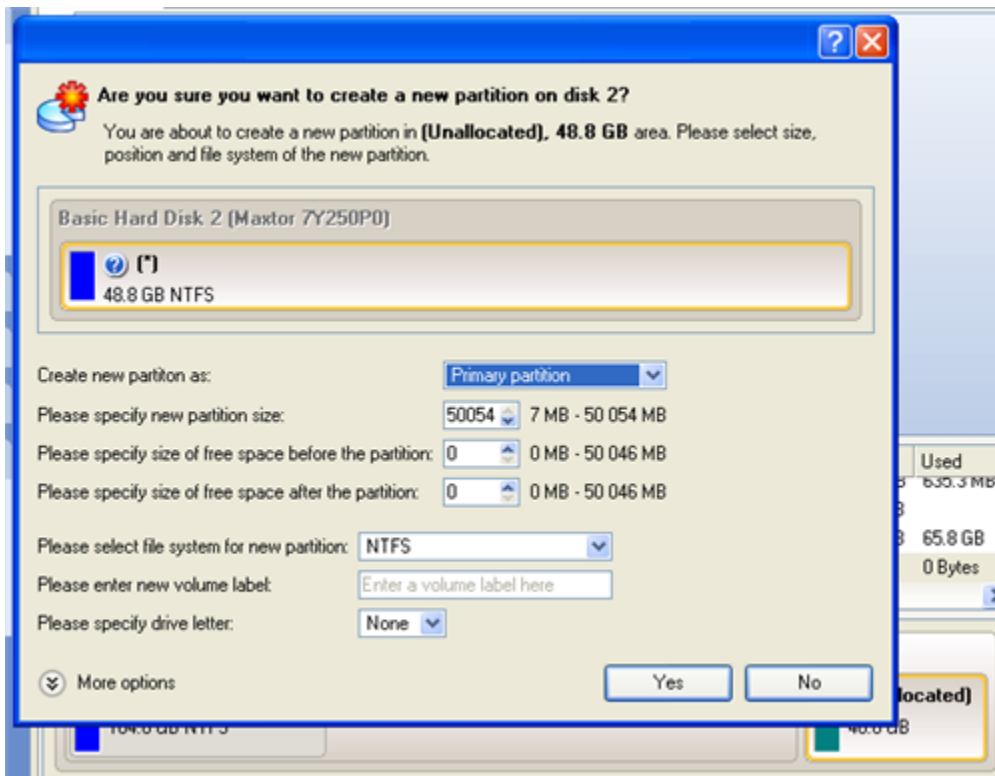 Are you sure you want to create a new partition on disk 2?
You are about to create a new partition in (Unallocated), 48.8 GB area. Please select size,
position and file system of the new partition.
Basic Hard Disk 2 (Maxtor 7Y250P0)
(*)
48.8 GB NTFS
Create new partiton as: Primary partition
Please specify new partition size: 50054 7 MB - 50 054 MB
Please specify size of free space before the partition: 0 0 MB - 50 046 MB
Please specify size of free space after the partition: 0 0 MB - 50 046 MB
Please select file system for new partition: NTFS
Please enter new volume label: Enter a volume label here
Please specify drive letter: None
More options
Yes No
Used
635.3 MB
65.8 GB
0 Bytes
located)